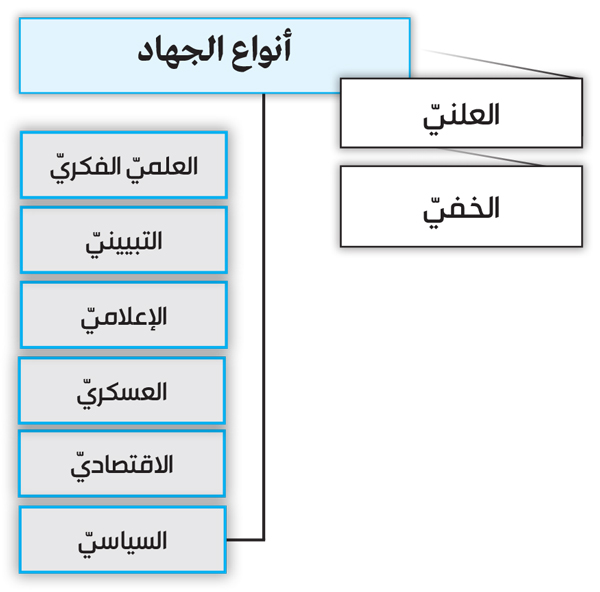 أنواع الجهاد
العلنيّ
الخفيّ
العلميّ الفكريّ
التبيينيّ
الإعلاميّ
العسكريّ
الاقتصاديّ
السياسيّ